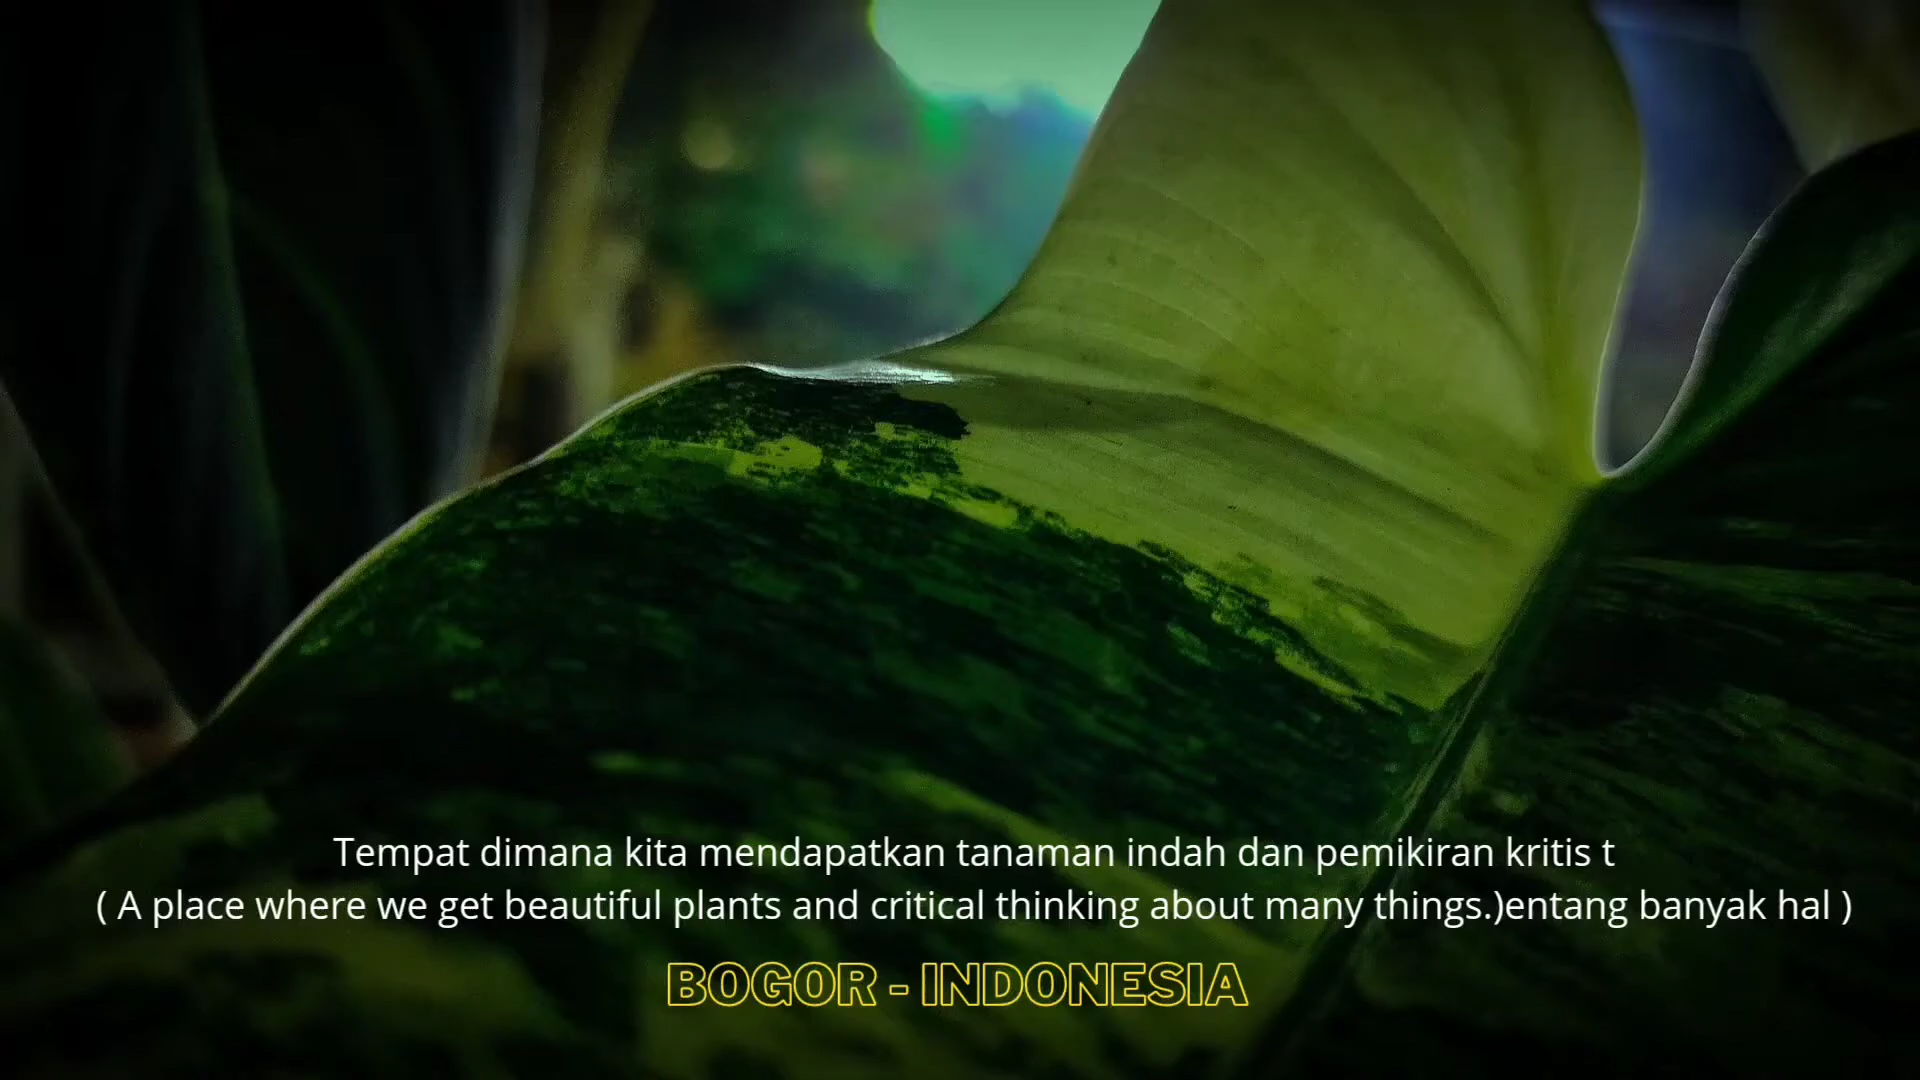 Tempat dimana kita mendapatkan tanaman indah dan pemikiran kritis t
( A place where we get beautiful plants and critical thinking about many things.)entang banyak hal )
BOGOR - INDONESIA